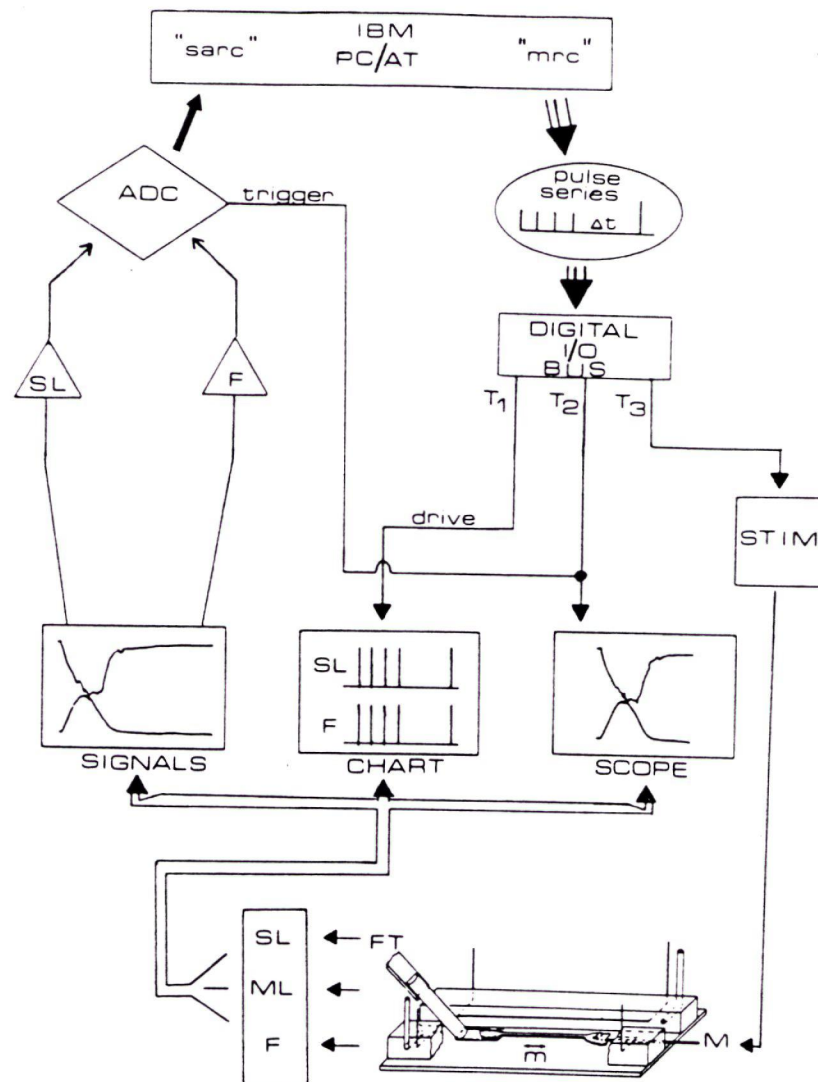 IBM
"sarc" PC/AT "mrc"
ADC
trigger
pulse
series
Δt
SL
F
DIGITAL
I/O
BUS
T1 T2 T3
drive
STIM
SL
F
SIGNALS
CHART
SCOPE
SL
ML
F
FT
m
M